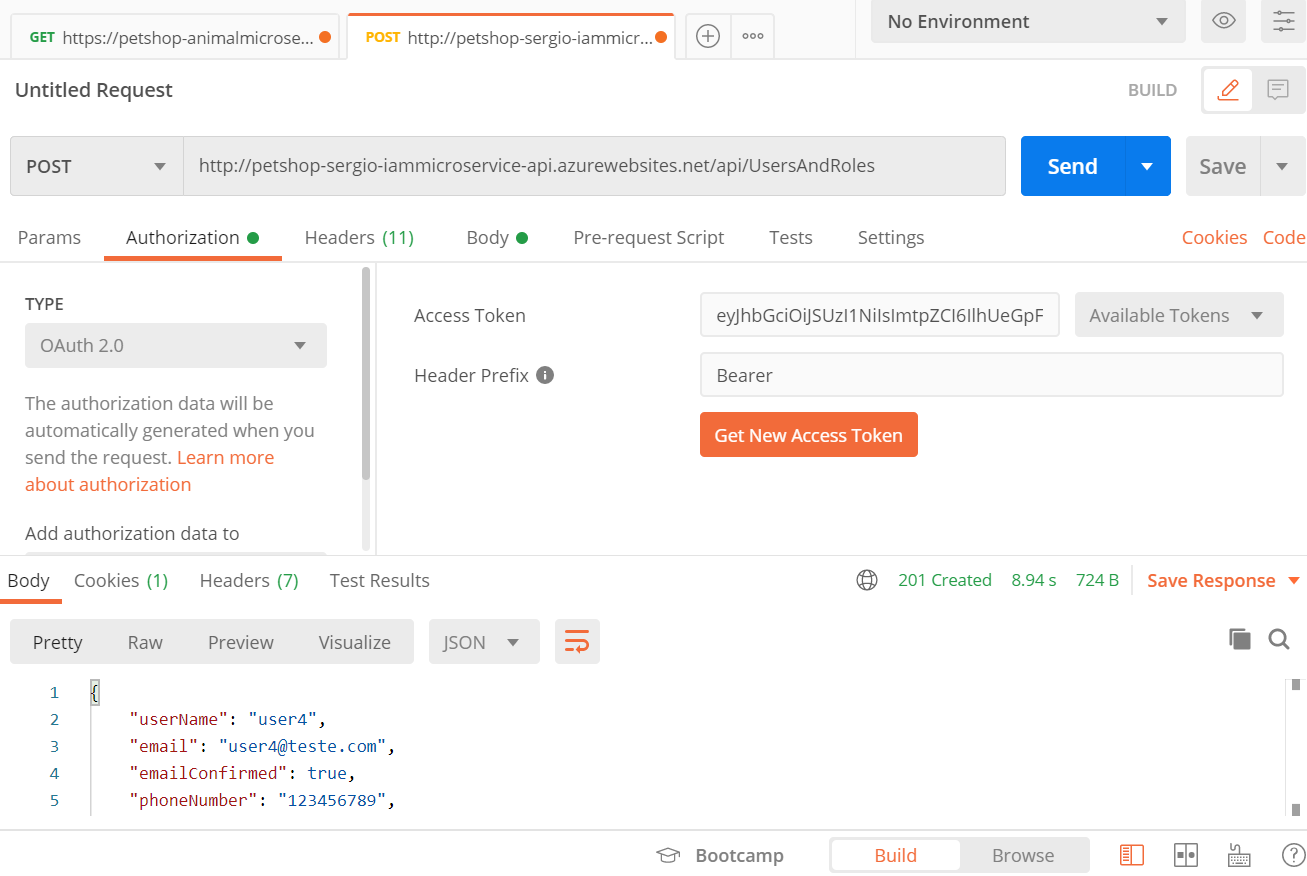 GET https://petshop-animalmicrose...
POST http://petshop-sergio-iammicr...
No Environment
Untitled Request
BUILD
POST
http://petshop-sergio-iammicroservice-api.azurewebsites.net/api/UsersAndRoles
Send
Save
Params
Authorization
Headers (11)
Body
Pre-request Script
Tests
Settings
Cookies
Code
TYPE
OAuth 2.0
The authorization data will be
automatically generated when you
send the request. Learn more
about authorization
Add authorization data to
Access Token
eyJhbGciOiJSUzI1NiIsImtpZCI6IlhUeGpF
Available Tokens
Header Prefix
Bearer
Get New Access Token
Body
Cookies (1)
Headers (7)
Test Results
201 Created
8.94 s
724 B
Save Response
Pretty
Raw
Preview
Visualize
JSON
1 {
2 "userName": "user4",
3 "email": "user4@teste.com",
4 "emailConfirmed": true,
5 "phoneNumber": "123456789",
Bootcamp
Build
Browse